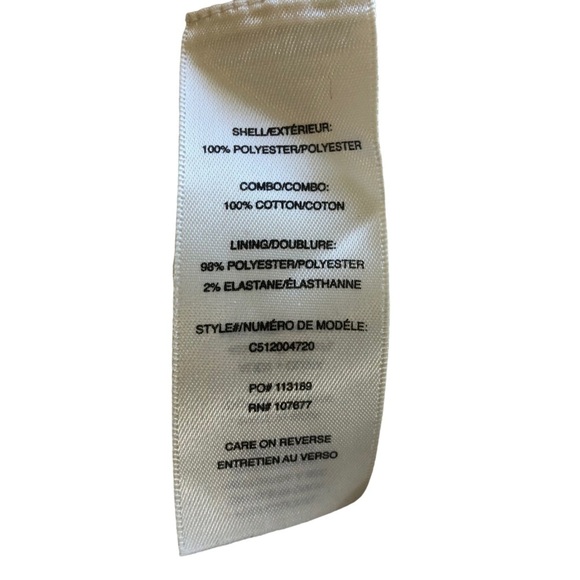 SHELL/EXTÉRIEUR:
100% POLYESTER/POLYESTER
COMBO/COMBO:
100% COTTON/COTON
LINING/DOUBLURE:
98% POLYESTER/POLYESTER
2% ELASTANE/ÉLASTHANNE
STYLE#/NUMÉRO DE MODÉLE:
C512004720
PO# 113189
RN# 107677
CARE ON REVERSE
ENTRETIEN AU VERSO